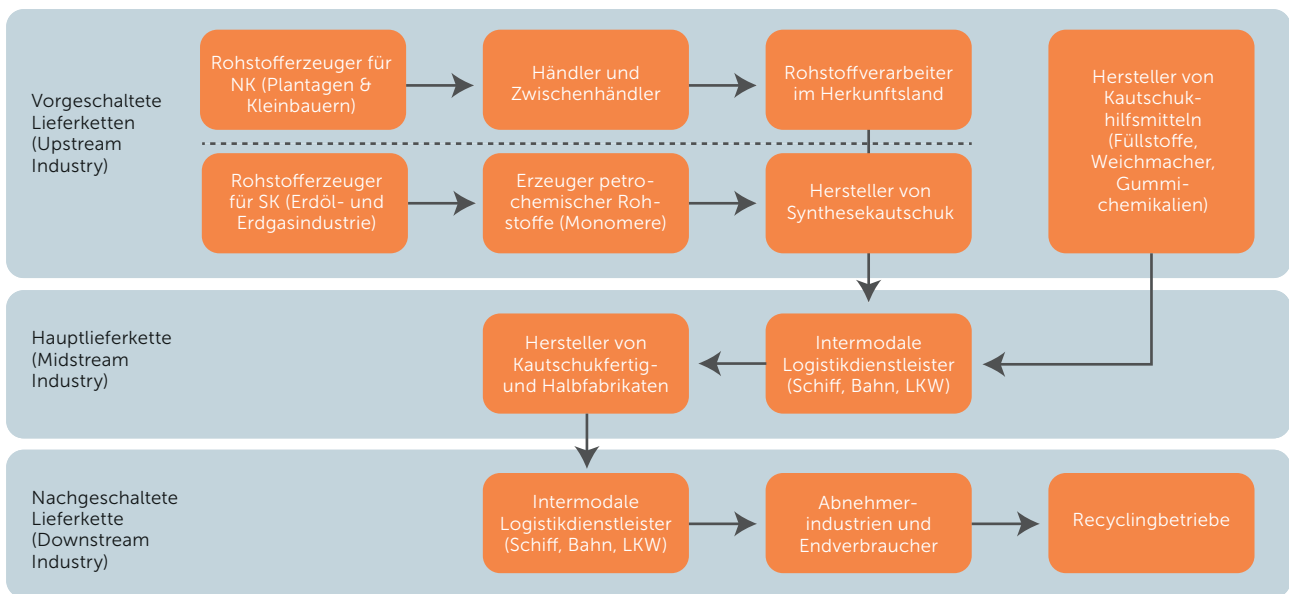 Vorgeschaltete
Lieferketten
(Upstream
Industry)
Rohstofferzeuger für
NK (Plantagen &
Kleinbauern)
Händler und
Zwischenhändler
Rohstoffverarbeiter
im Herkunftsland
Hersteller von
Kautschuk-
hilfsmitteln
(Füllstoffe,
Weichmacher,
Gummi-
chemikalien)
Rohstofferzeuger
für SK (Erdöl- und
Erdgasindustrie)
Erzeuger petro-
chemischer Roh-
stoffe (Monomere)
Hersteller von
Synthesekautschuk
Hauptlieferkette
(Midstream
Industry)
Hersteller von
Kautschukfertig-
und Halbfabrikaten
Intermodale
Logistikdienstleister
(Schiff, Bahn, LKW)
Nachgeschaltete
Lieferkette
(Downstream
Industry)
Intermodale
Logistikdienstleister
(Schiff, Bahn, LKW)
Abnehmer-
industrien und
Endverbraucher
Recyclingbetriebe